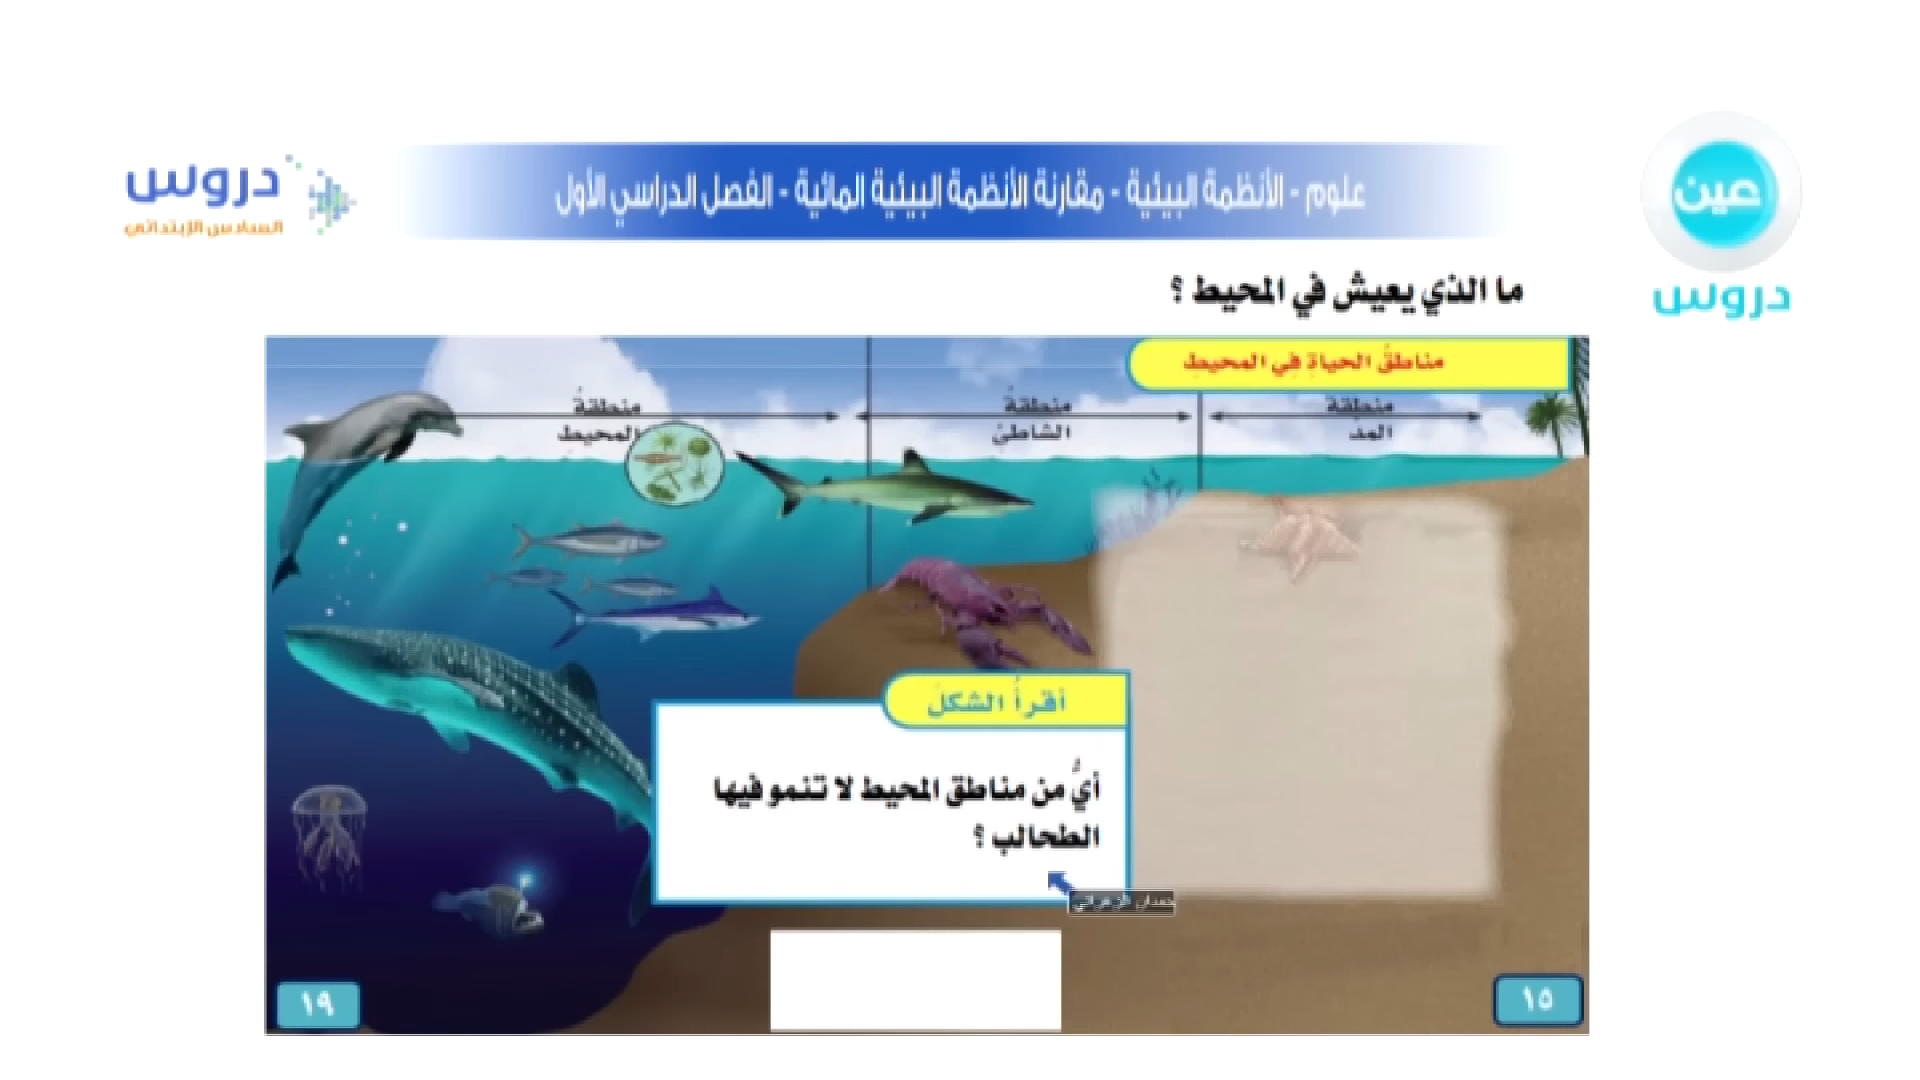 علوم - الأنظمة البيئية - مقارنة الأنظمة البيئية المائية - الفصل الدراسي الأول
دروس
السادس الإبتدائي
عين
دروس
ما الذي يعيش في المحيط ؟
مناطقُ الحياةِ في المحيطِ
منطقةُ المد
منطقةُ الشاطئِ
منطقةُ المحيطِ
أقرأُ الشكلَ
أيُّ من مناطق المحيط لا تنمو فيها
الطحالب ؟
١٥
١٩